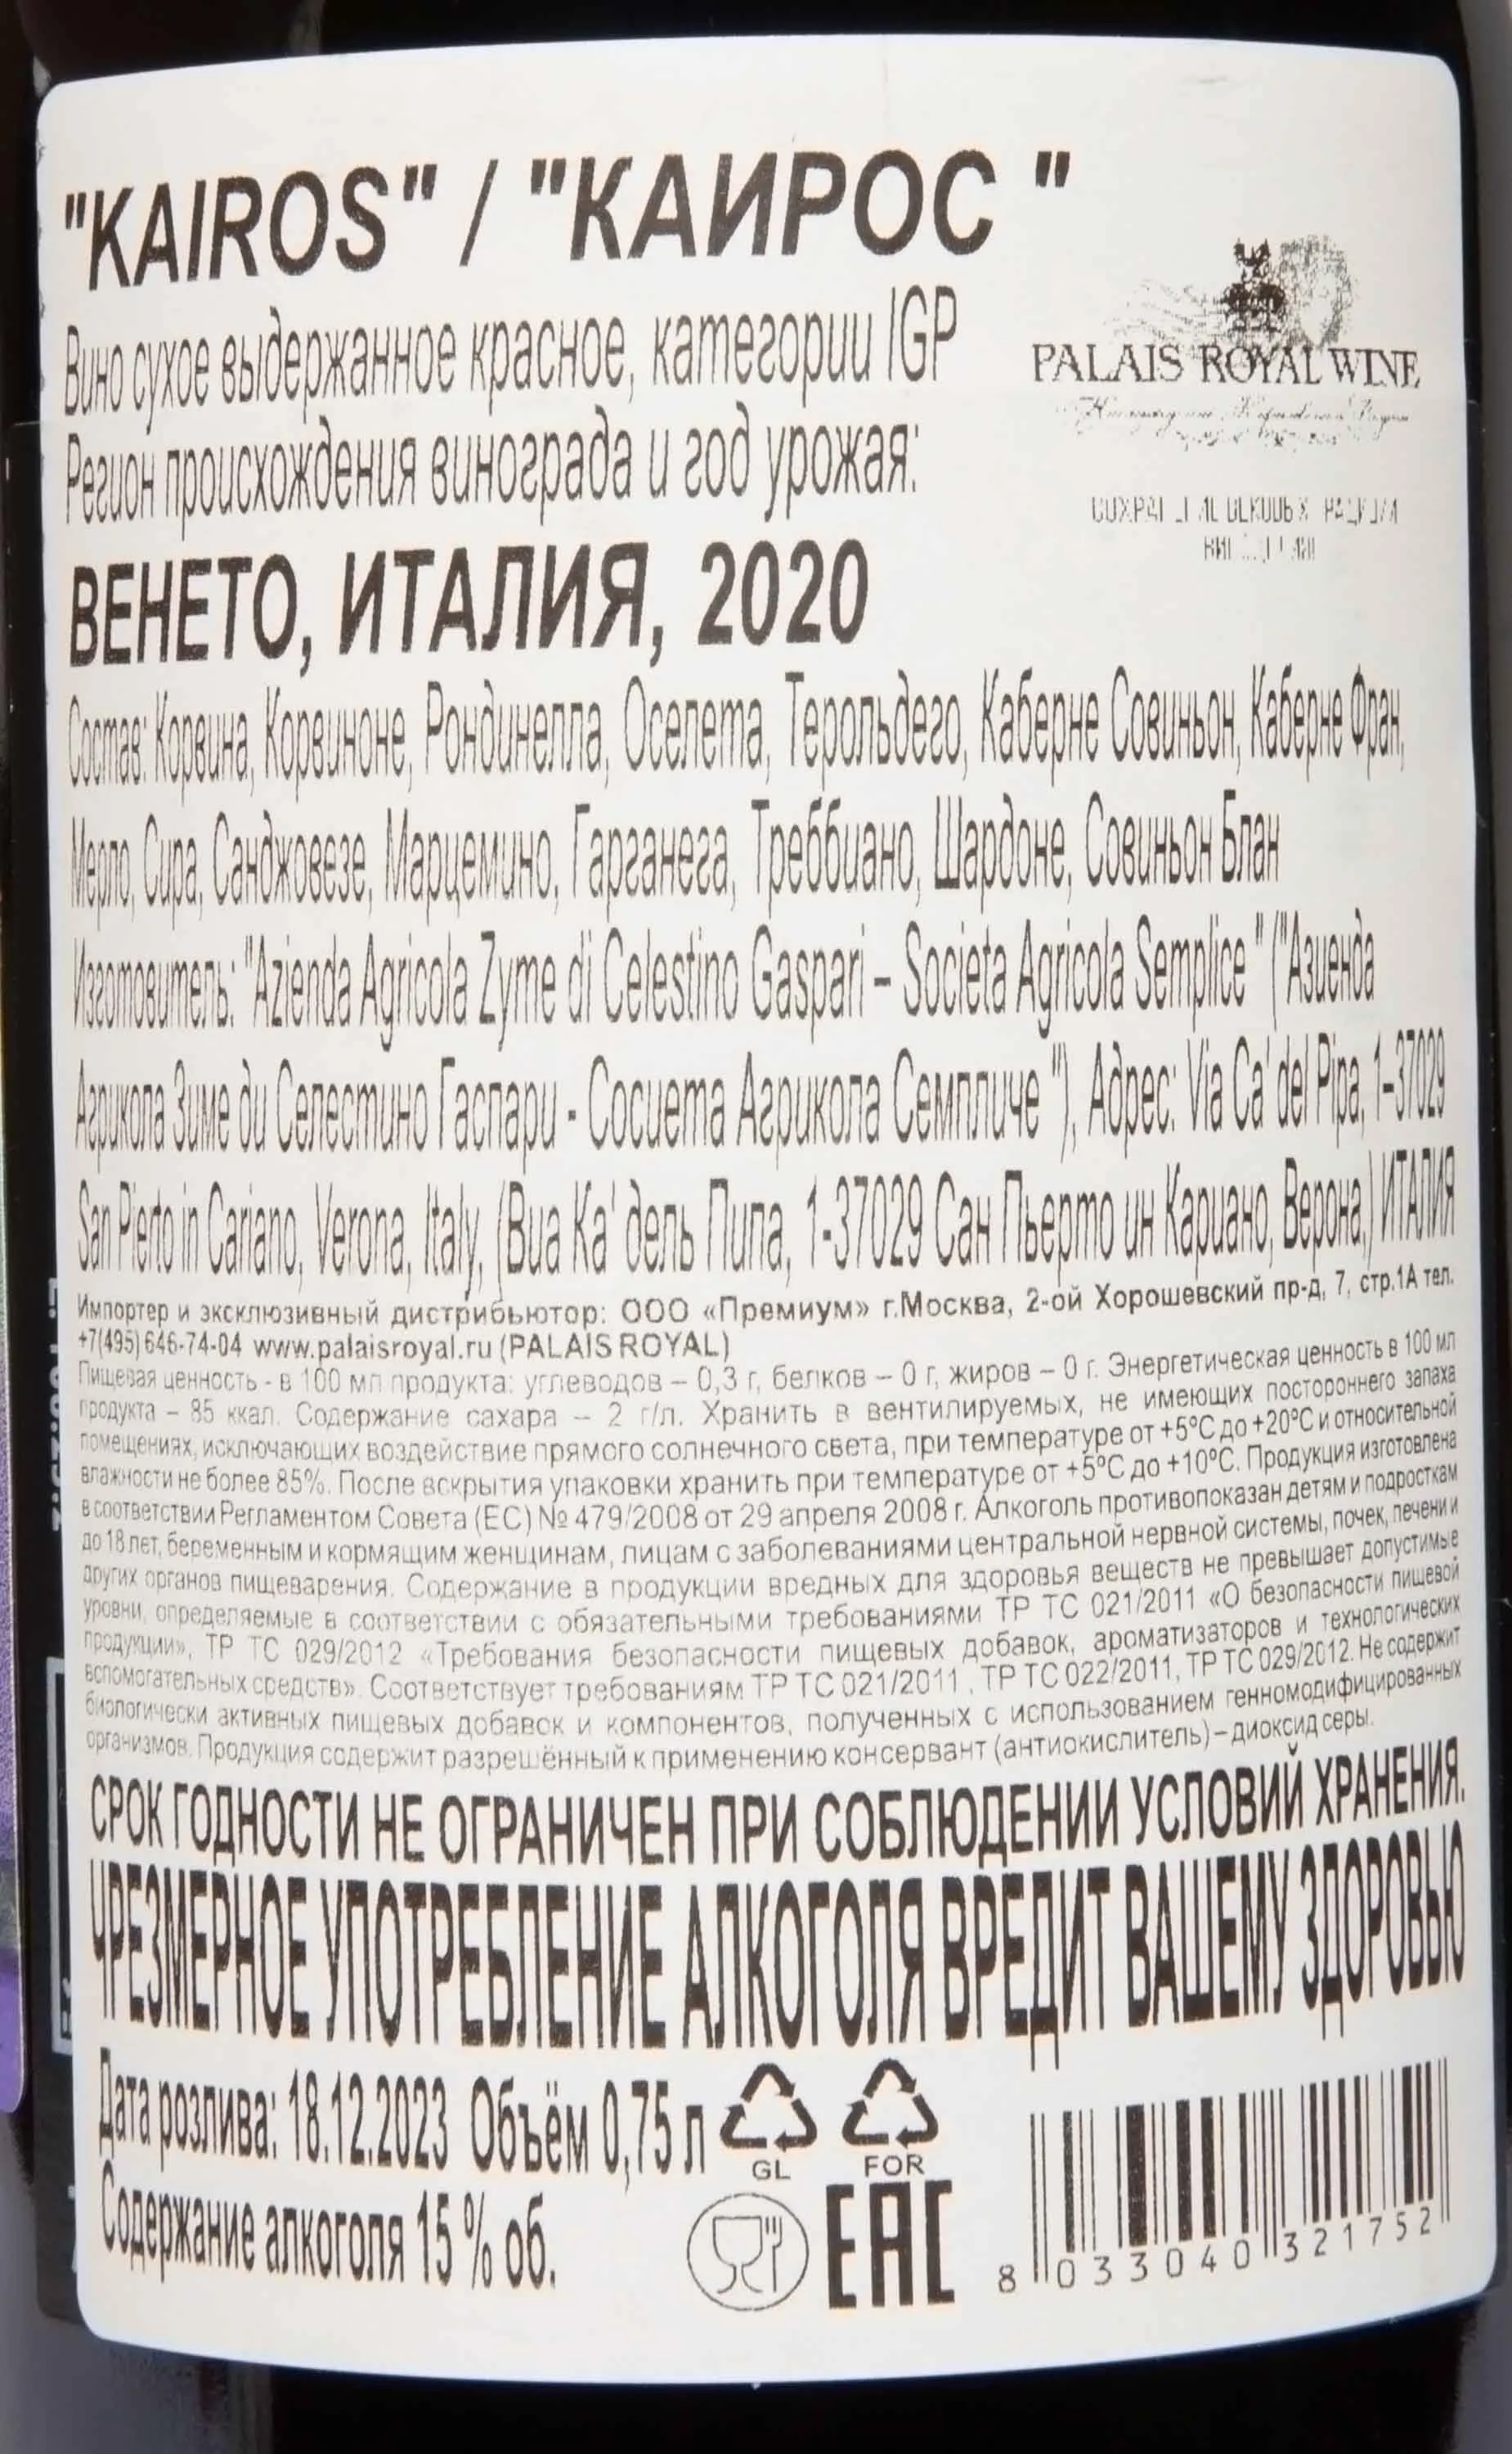 "KAIROS" / "КАИРОС "
Вино сухое выдержанное красное, категории IGP
PALAIS ROYAL WINE
Регион происхождения винограда и год урожая:
ВЕНЕТО, ИТАЛИЯ, 2020
Состав: Корвина, Корвиноне, Рондинелла, Оселета, Терольдего, Каберне Совиньон, Каберне Фран,
Мерло, Сира, Санджовезе, Марцемино, Гарганега, Треббиано, Шардоне, Совиньон Блан
Изготовитель: "Azienda Agricola Zyme di Celestino Gaspari – Societa Agricola Semplice " ("Азиенда
Агрикола Зиме ди Селестино Гаспари - Сосиета Агрикола Семпличе "), Адрес: Via Ca' del Pipa, 1-37029
San Pierto in Cariano, Verona, Italy, (Виа Ка' дель Пипа, 1-37029 Сан Пьерто ин Кариано, Верона,) ИТАЛИЯ
Импортер и эксклюзивный дистрибьютор: ООО «Премиум» г.Москва, 2-ой Хорошевский пр-д, 7, стр.1А тел.
+7(495) 646-74-04 www.palaisroyal.ru (PALAIS ROYAL)
Пищевая ценность - в 100 мл продукта: углеводов – 0,3 г, белков – 0 г, жиров – 0 г. Энергетическая ценность в 100 мл
продукта – 85 ккал. Содержание сахара – 2 г/л. Хранить в вентилируемых, не имеющих постороннего запаха
помещениях, исключающих воздействие прямого солнечного света, при температуре от +5°С до +20°С и относительной
влажности не более 85%. После вскрытия упаковки хранить при температуре от +5°С до +10°С. Продукция изготовлена
в соответствии Регламентом Совета (ЕС) № 479/2008 от 29 апреля 2008 г. Алкоголь противопоказан детям и подросткам
до 18 лет, беременным и кормящим женщинам, лицам с заболеваниями центральной нервной системы, почек, печени и
других органов пищеварения. Содержание в продукции вредных для здоровья веществ не превышает допустимые
уровни, определяемые в соответствии с обязательными требованиями ТР ТС 021/2011 «О безопасности пищевой
продукции», ТР ТС 029/2012 «Требования безопасности пищевых добавок, ароматизаторов и технологических
вспомогательных средств». Соответствует требованиям ТР ТС 021/2011 , ТР ТС 022/2011, ТР ТС 029/2012. Не содержит
биологически активных пищевых добавок и компонентов, полученных с использованием генномодифицированных
организмов. Продукция содержит разрешённый к применению консервант (антиокислитель) – диоксид серы.
СРОК ГОДНОСТИ НЕ ОГРАНИЧЕН ПРИ СОБЛЮДЕНИИ УСЛОВИЙ ХРАНЕНИЯ.
ЧРЕЗМЕРНОЕ УПОТРЕБЛЕНИЕ АЛКОГОЛЯ ВРЕДИТ ВАШЕМУ ЗДОРОВЬЮ
Дата розлива: 18.12.2023 Объём 0,75 л
GL FOR
Содержание алкоголя 15 % об.
ЕАС
8 033040 321752